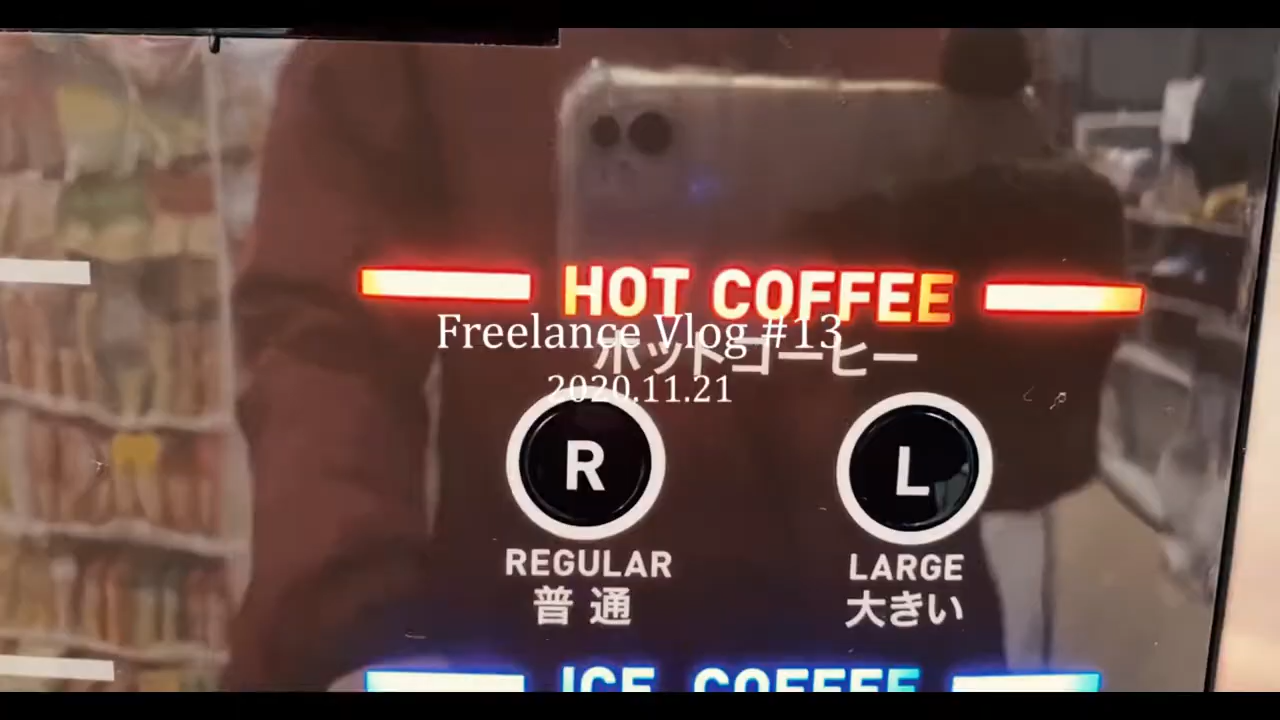 HOT COFFEE
Freelance Vlog #13
ホットコーヒー
2020.11.21
R
L
REGULAR
LARGE
普通
大きい
ICE COFFEE